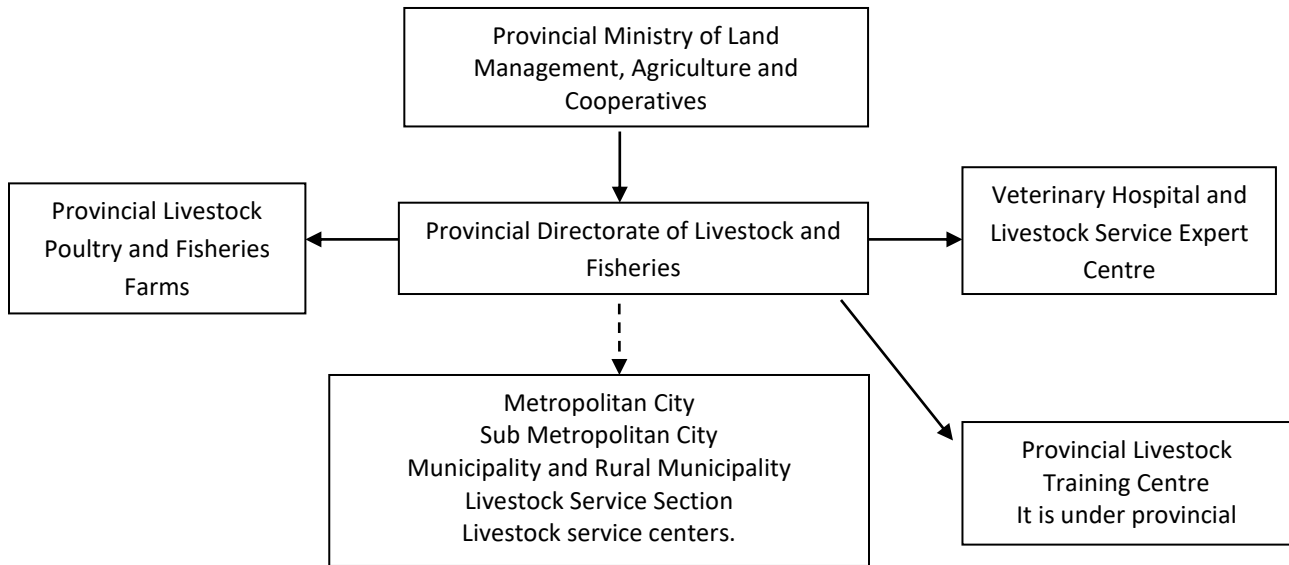 Provincial Ministry of Land
Management, Agriculture and
Cooperatives
Provincial Livestock
Poultry and Fisheries
Farms
Provincial Directorate of Livestock and
Fisheries
Veterinary Hospital and
Livestock Service Expert
Centre
Metropolitan City
Sub Metropolitan City
Municipality and Rural Municipality
Livestock Service Section
Livestock service centers.
Provincial Livestock
Training Centre
It is under provincial